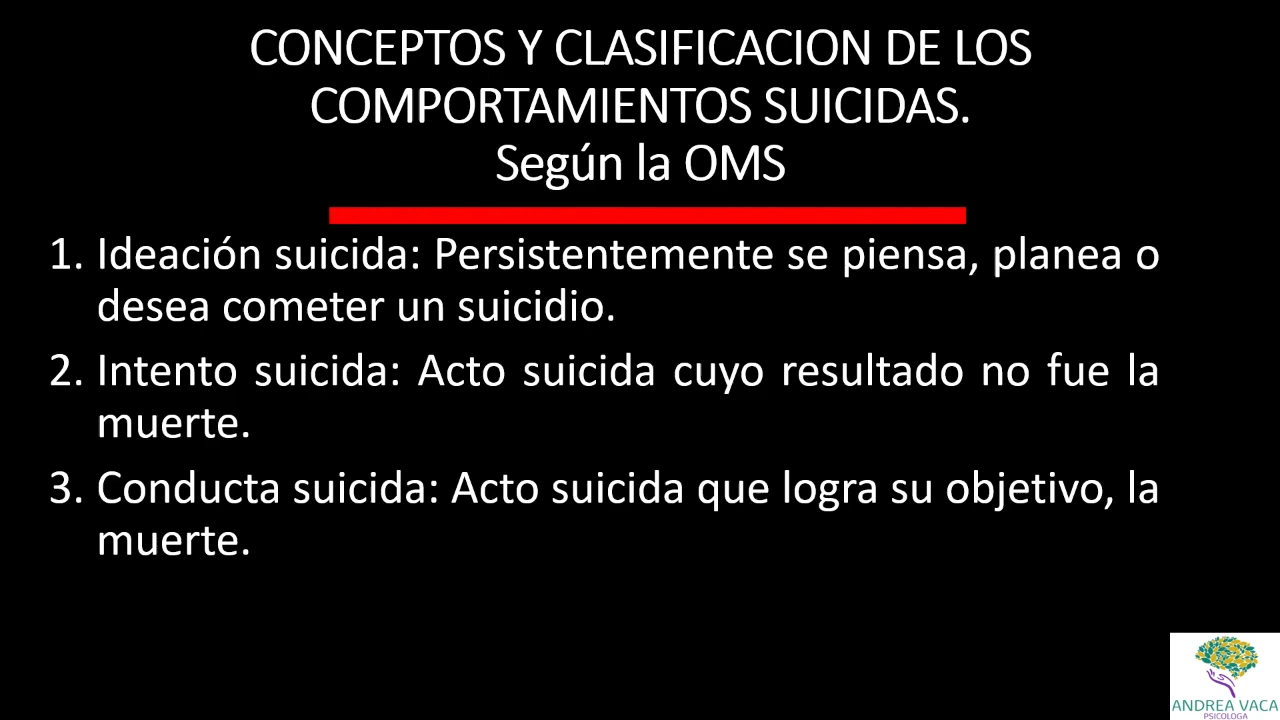 CONCEPTOS Y CLASIFICACION DE LOS
COMPORTAMIENTOS SUICIDAS.
Según la OMS
1. Ideación suicida: Persistentemente se piensa, planea o
desea cometer un suicidio.
2. Intento suicida: Acto suicida cuyo resultado no fue la
muerte.
3. Conducta suicida: Acto suicida que logra su objetivo, la
muerte.
ANDREA VACA
PSICOLOGA